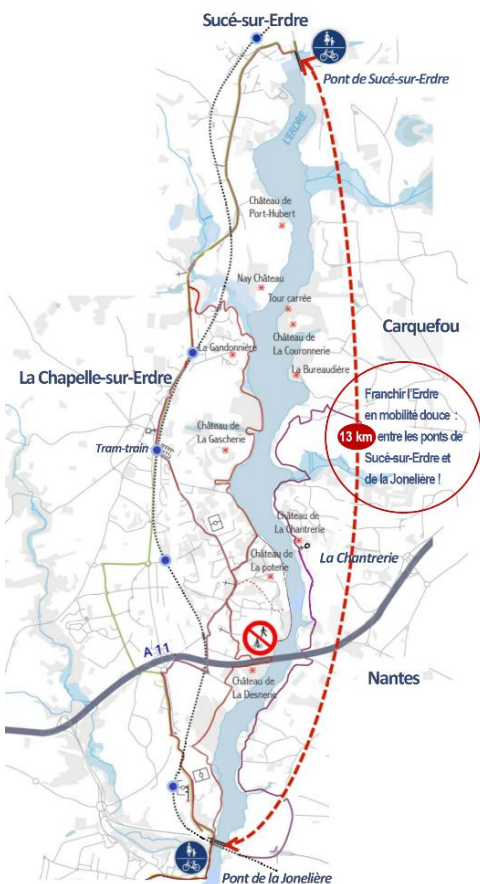 Sucé-sur-Erdre
Pont de Sucé-sur-Erdre
L'ERDRE
Château de
Port-Hubert
Nay Château
Tour carrée
Carquefou
Château de
La Couronnerie
La Gandonnière
La Bureaudière
La Chapelle-sur-Erdre
Franchir l'Erdre
en mobilité douce :
13 km entre les ponts de
Sucé-sur-Erdre et
de la Jonelière !
Château de
La Gascherie
Tram-train
Château de
La Chantrerie
La Chantrerie
Château de
La poterie
A 11
Château de
La Desnerie
Nantes
Pont de la Jonelière